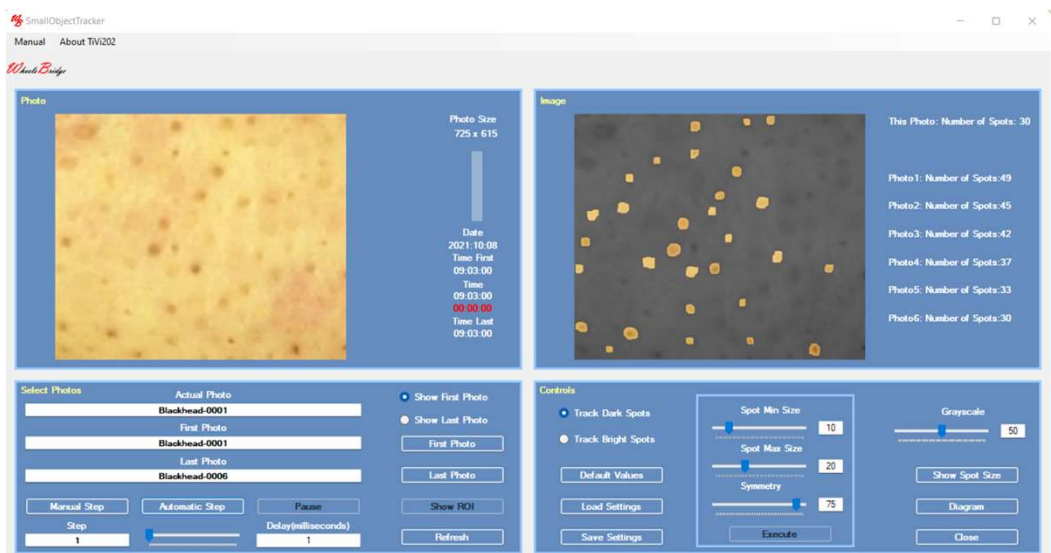 SmallObjectTracker
Manual About TiVi202
WheelsBridge
Photo
Photo Size
725 x 615
Date
2021:10:08
Time First
09:03:00
Time
09:03:00
00:00:00
Time Last
09:03:00
Image
This Photo: Number of Spots: 30
Photo1: Number of Spots:49
Photo2: Number of Spots:45
Photo3: Number of Spots:42
Photo4: Number of Spots:37
Photo5: Number of Spots:33
Photo6: Number of Spots:30
Select Photos
Actual Photo
Blackhead-0001
First Photo
Blackhead-0001
Last Photo
Blackhead-0006
Manual Step Automatic Step Pause
Step Delay(milliseconds)
1 1
Show First Photo
Show Last Photo
First Photo
Last Photo
Show ROI
Refresh
Controls
Track Dark Spots
Track Bright Spots
Default Values
Load Settings
Save Settings
Spot Min Size
10
Spot Max Size
20
Symmetry
75
Execute
Grayscale
50
Show Spot Size
Diagram
Close